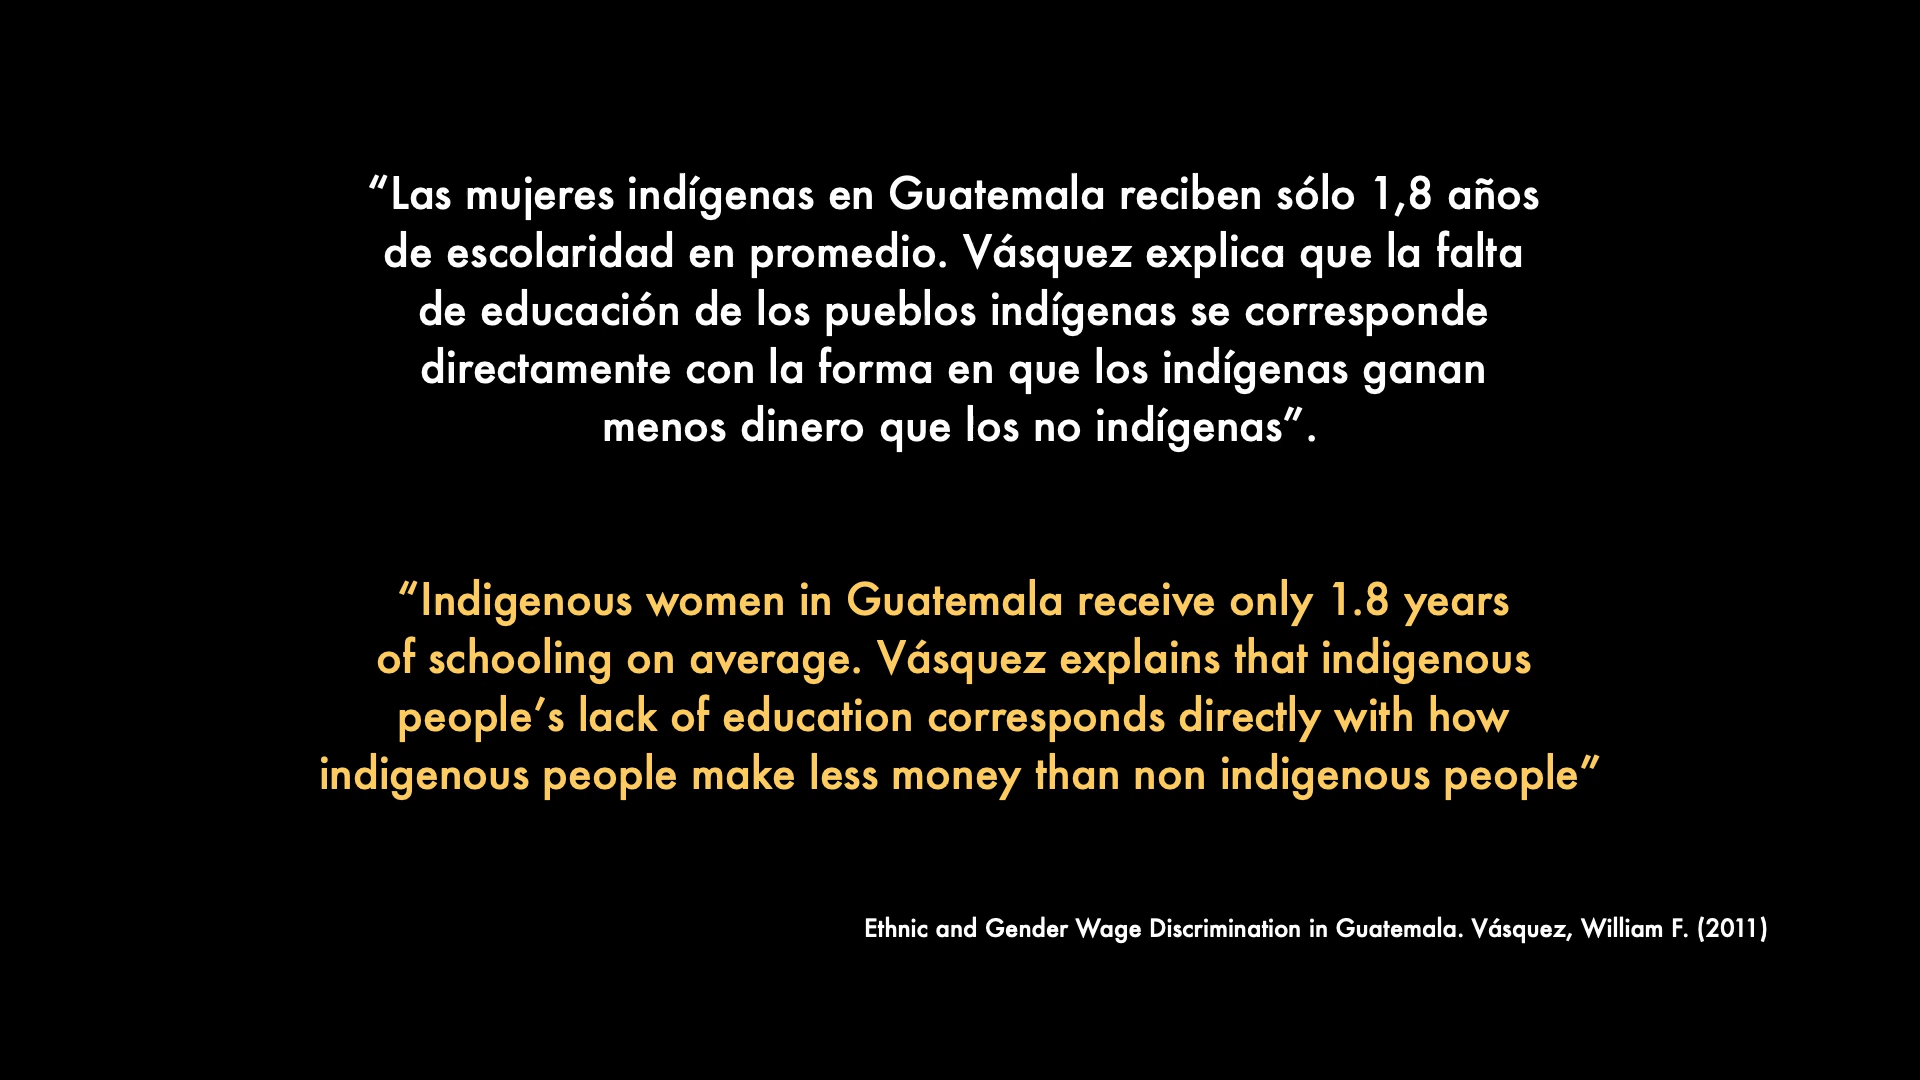 “Las mujeres indígenas en Guatemala reciben sólo 1,8 años
de escolaridad en promedio. Vásquez explica que la falta
de educación de los pueblos indígenas se corresponde
directamente con la forma en que los indígenas ganan
menos dinero que los no indígenas”.
“Indigenous women in Guatemala receive only 1.8 years
of schooling on average. Vásquez explains that indigenous
people’s lack of education corresponds directly with how
indigenous people make less money than non indigenous people”
Ethnic and Gender Wage Discrimination in Guatemala. Vásquez, William F. (2011)